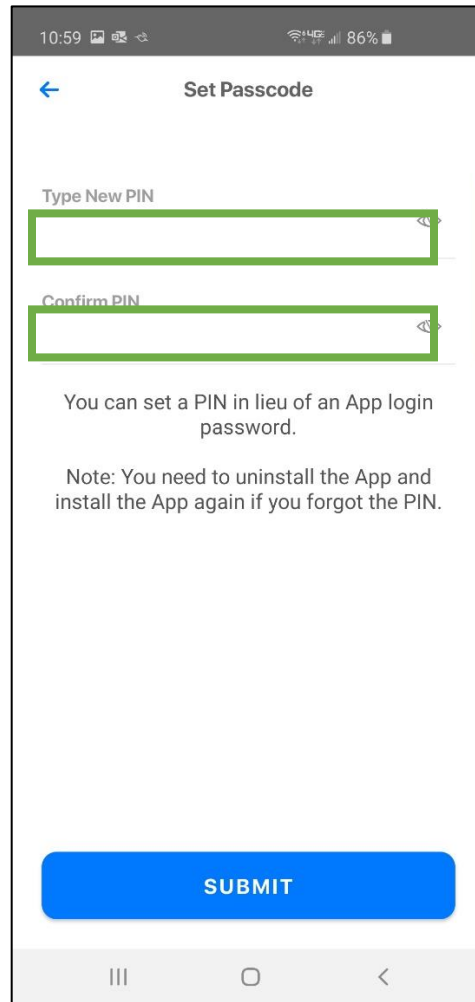 10:59 86%
Set Passcode
Type New PIN
Confirm PIN
You can set a PIN in lieu of an App login
password.
Note: You need to uninstall the App and
install the App again if you forgot the PIN.
SUBMIT